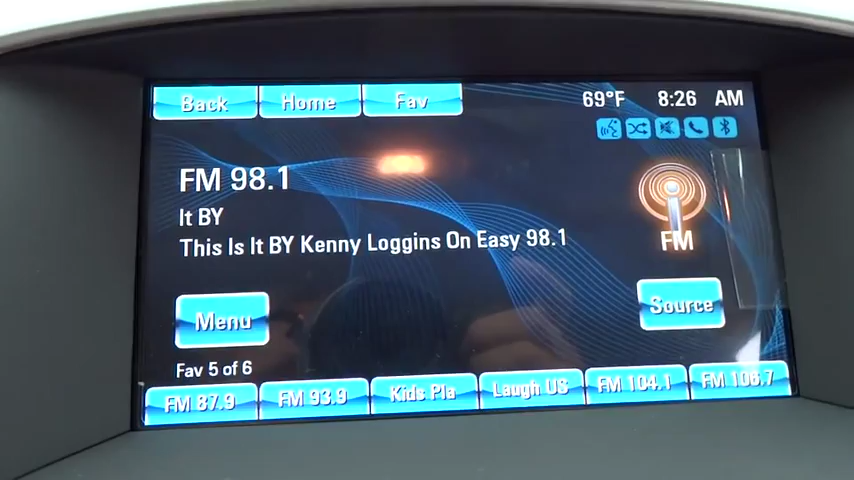 Back Home Fav 69°F 8:26 AM
FM 98.1
It BY
This Is It BY Kenny Loggins On Easy 98.1
FM
Menu Source
Fav 5 of 6
FM 87.9 FM 93.9 Kids Pla Laugh US FM 104.1 FM 106.7